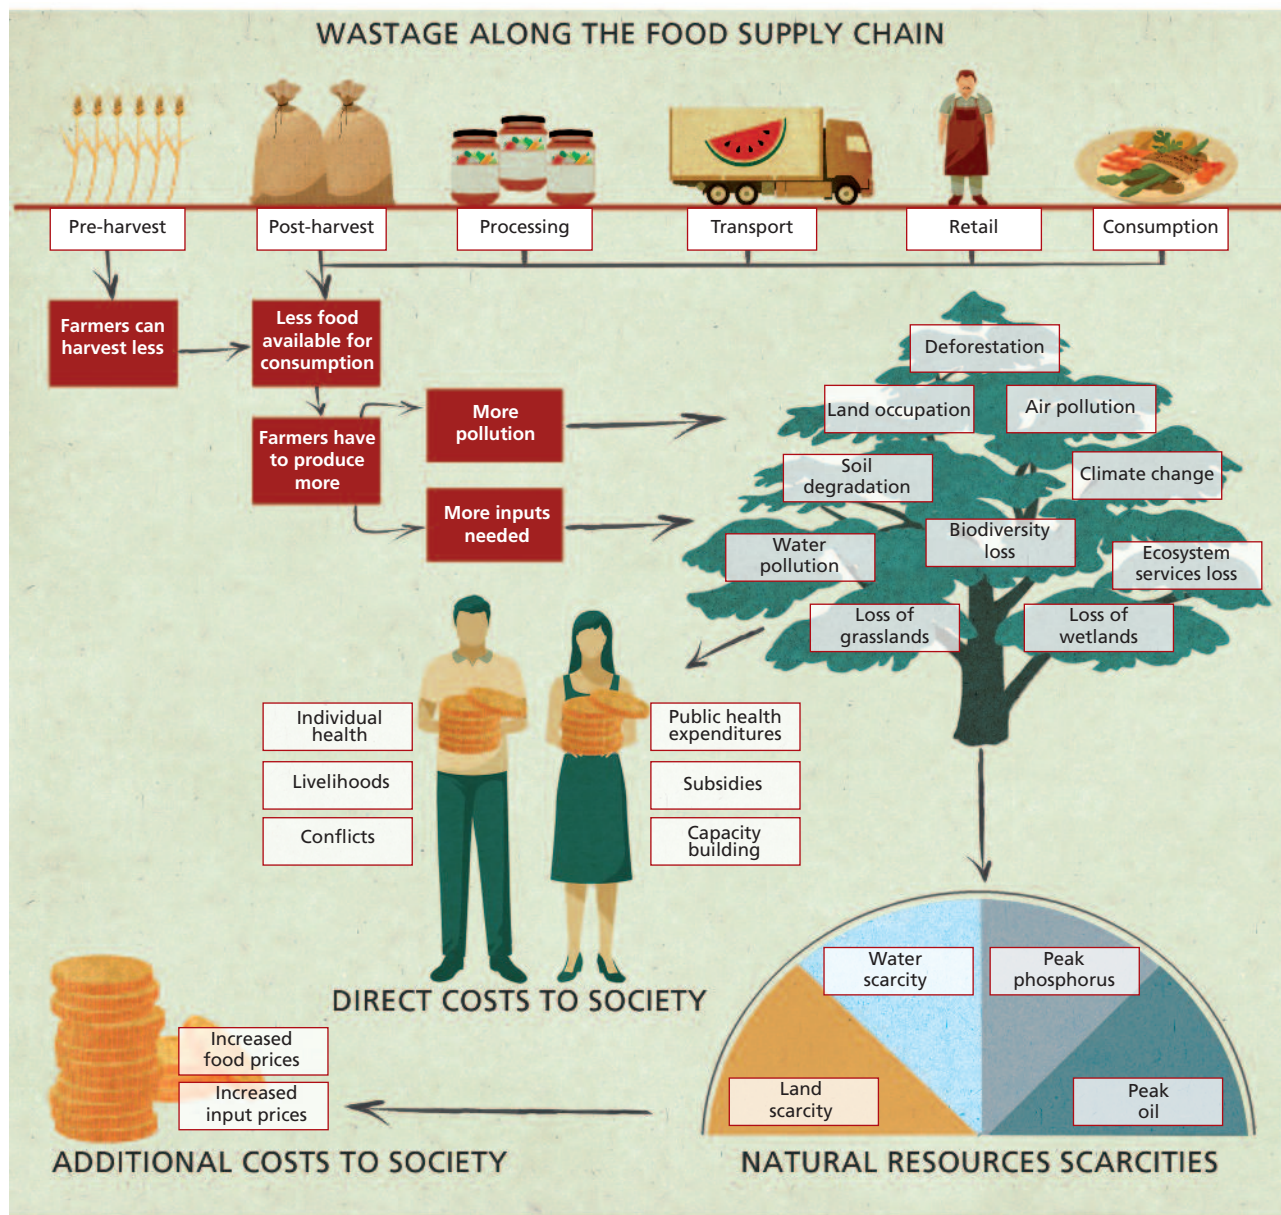 WASTAGE ALONG THE FOOD SUPPLY CHAIN
Pre-harvest
Post-harvest
Processing
Transport
Retail
Consumption
Farmers can
harvest less
Less food
available for
consumption
Farmers have
to produce
more
More
pollution
More inputs
needed
Deforestation
Land occupation
Air pollution
Soil
degradation
Climate change
Water
pollution
Biodiversity
loss
Ecosystem
services loss
Loss of
grasslands
Loss of
wetlands
Individual
health
Livelihoods
Conflicts
Public health
expenditures
Subsidies
Capacity
building
DIRECT COSTS TO SOCIETY
Water
scarcity
Peak
phosphorus
Land
scarcity
Peak
oil
NATURAL RESOURCES SCARCITIES
Increased
food prices
Increased
input prices
ADDITIONAL COSTS TO SOCIETY